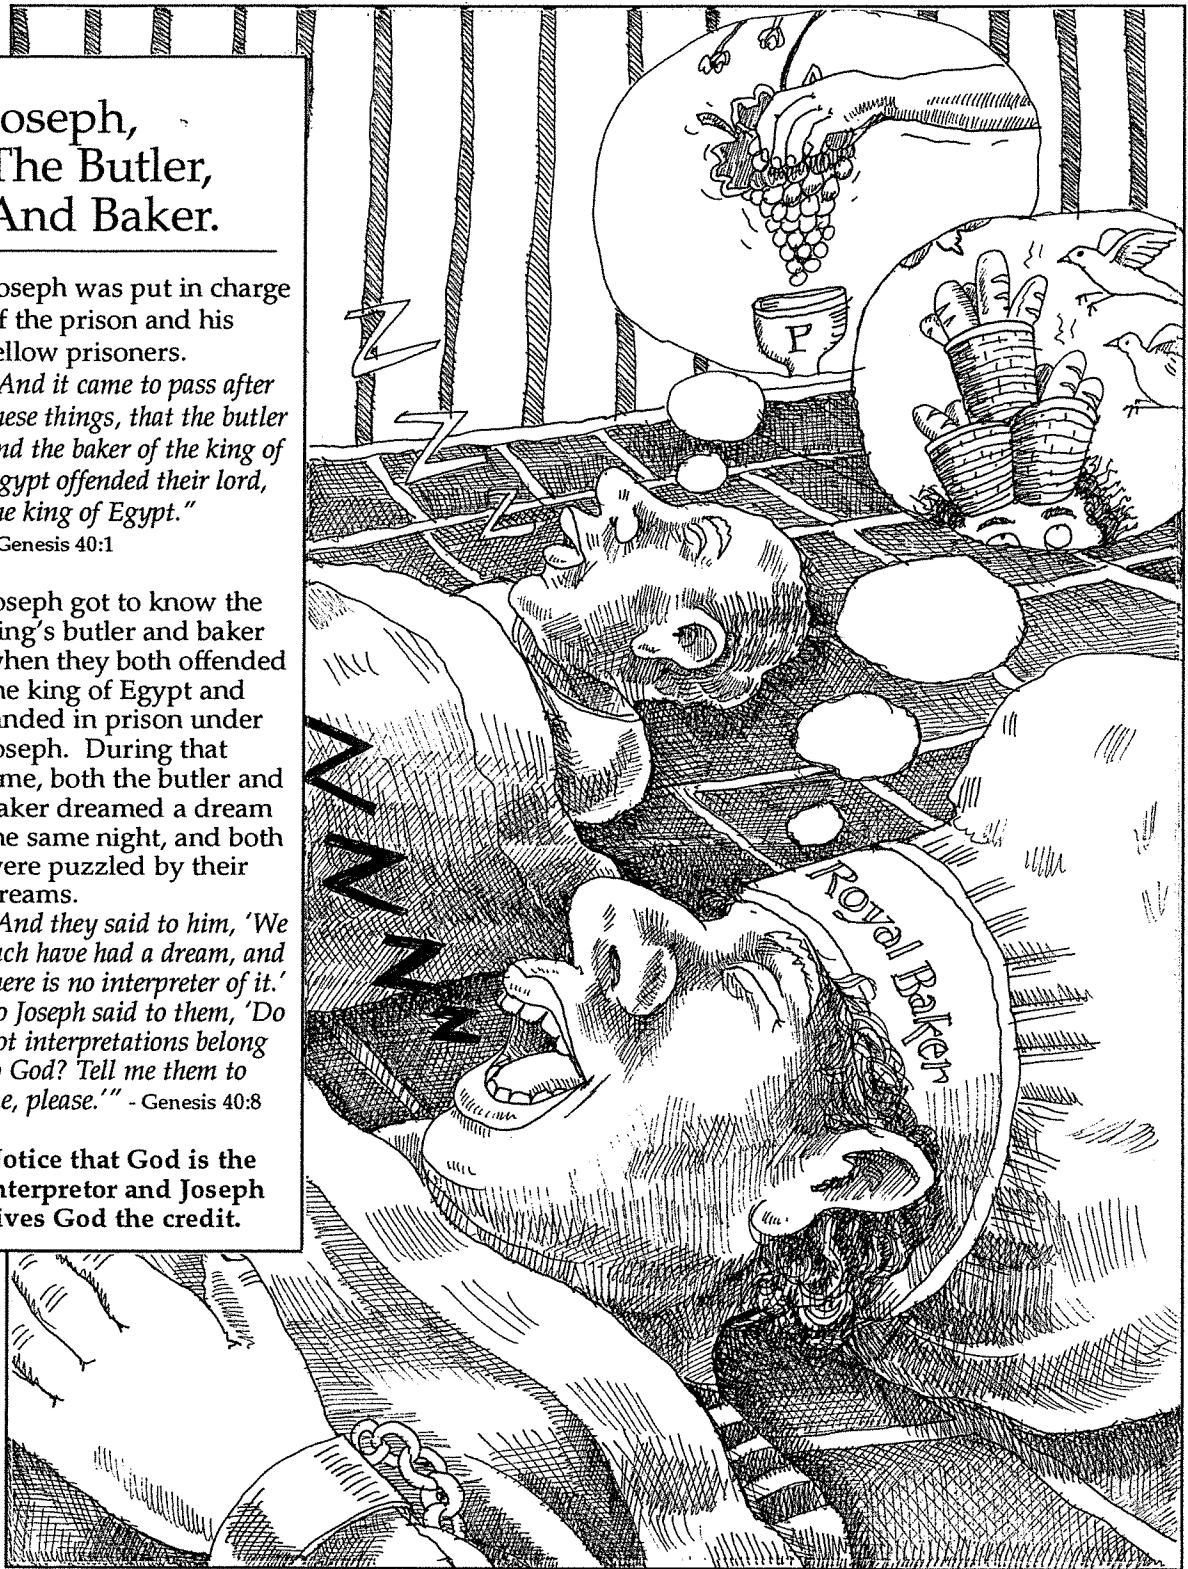 oseph,
The Butler,
And Baker.
oseph was put in charge
f the prison and his
ellow prisoners.
And it came to pass after
hese things, that the butler
nd the baker of the king of
gypt offended their lord,
he king of Egypt."
Genesis 40:1
oseph got to know the
ing's butler and baker
when they both offended
he king of Egypt and
anded in prison under
oseph. During that
me, both the butler and
aker dreamed a dream
he same night, and both
were puzzled by their
reams.
And they said to him, 'We
ach have had a dream, and
here is no interpreter of it.'
o Joseph said to them, 'Do
ot interpretations belong
o God? Tell me them to
e, please.'" - Genesis 40:8
otice that God is the
nterpretor and Joseph
ives God the credit.
P
Z
Z
Z
Z
Z
Z
Z
Royal Baker